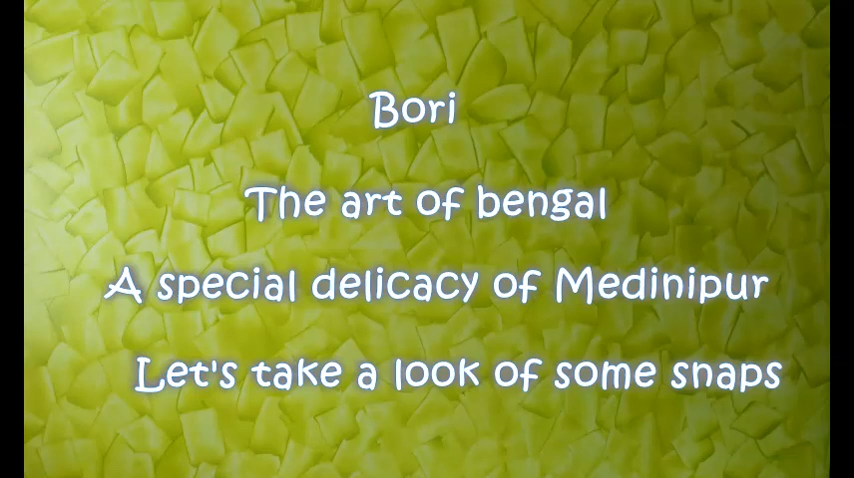 Bori
The art of bengal
A special delicacy of Medinipur
Let's take a look of some snaps